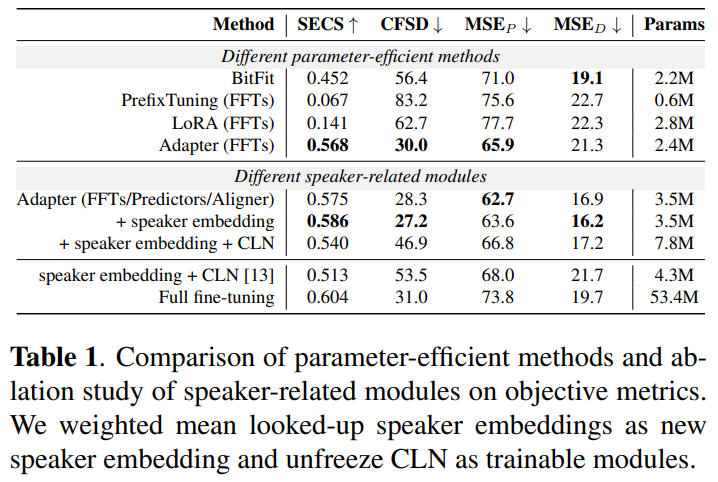 Method SECS ↑ CFSD ↓ MSE_P ↓ MSE_D ↓ Params
Different parameter-efficient methods
BitFit 0.452 56.4 71.0 19.1 2.2M
PrefixTuning (FFTs) 0.067 83.2 75.6 22.7 0.6M
LoRA (FFTs) 0.141 62.7 77.7 22.3 2.8M
Adapter (FFTs) 0.568 30.0 65.9 21.3 2.4M
Different speaker-related modules
Adapter (FFTs/Predictors/Aligner) 0.575 28.3 62.7 16.9 3.5M
+ speaker embedding 0.586 27.2 63.6 16.2 3.5M
+ speaker embedding + CLN 0.540 46.9 66.8 17.2 7.8M
speaker embedding + CLN [13] 0.513 53.5 68.0 21.7 4.3M
Full fine-tuning 0.604 31.0 73.8 19.7 53.4M
Table 1. Comparison of parameter-efficient methods and ab-
lation study of speaker-related modules on objective metrics.
We weighted mean looked-up speaker embeddings as new
speaker embedding and unfreeze CLN as trainable modules.